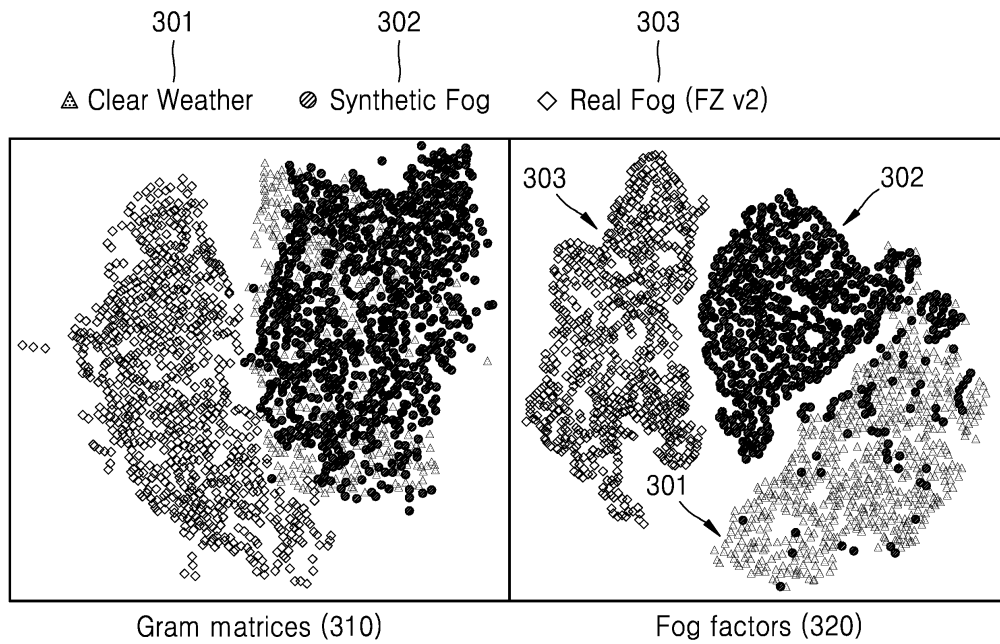 301 302 303
Clear Weather Synthetic Fog Real Fog (FZ v2)
303 302
301
Gram matrices (310) Fog factors (320)